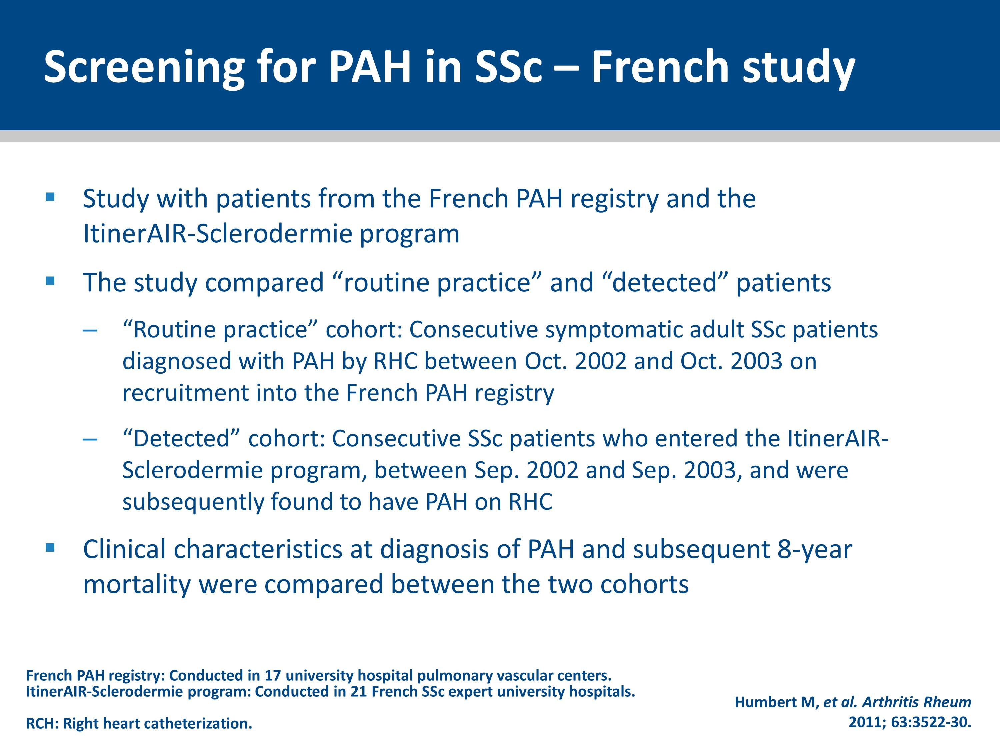 Screening for PAH in SSc – French study
▪ Study with patients from the French PAH registry and the
ItinerAIR-Sclerodermie program
▪ The study compared “routine practice” and “detected” patients
– “Routine practice” cohort: Consecutive symptomatic adult SSc patients
diagnosed with PAH by RHC between Oct. 2002 and Oct. 2003 on
recruitment into the French PAH registry
– “Detected” cohort: Consecutive SSc patients who entered the ItinerAIR-
Sclerodermie program, between Sep. 2002 and Sep. 2003, and were
subsequently found to have PAH on RHC
▪ Clinical characteristics at diagnosis of PAH and subsequent 8-year
mortality were compared between the two cohorts
French PAH registry: Conducted in 17 university hospital pulmonary vascular centers.
ItinerAIR-Sclerodermie program: Conducted in 21 French SSc expert university hospitals.
RCH: Right heart catheterization.
Humbert M, et al. Arthritis Rheum
2011; 63:3522-30.